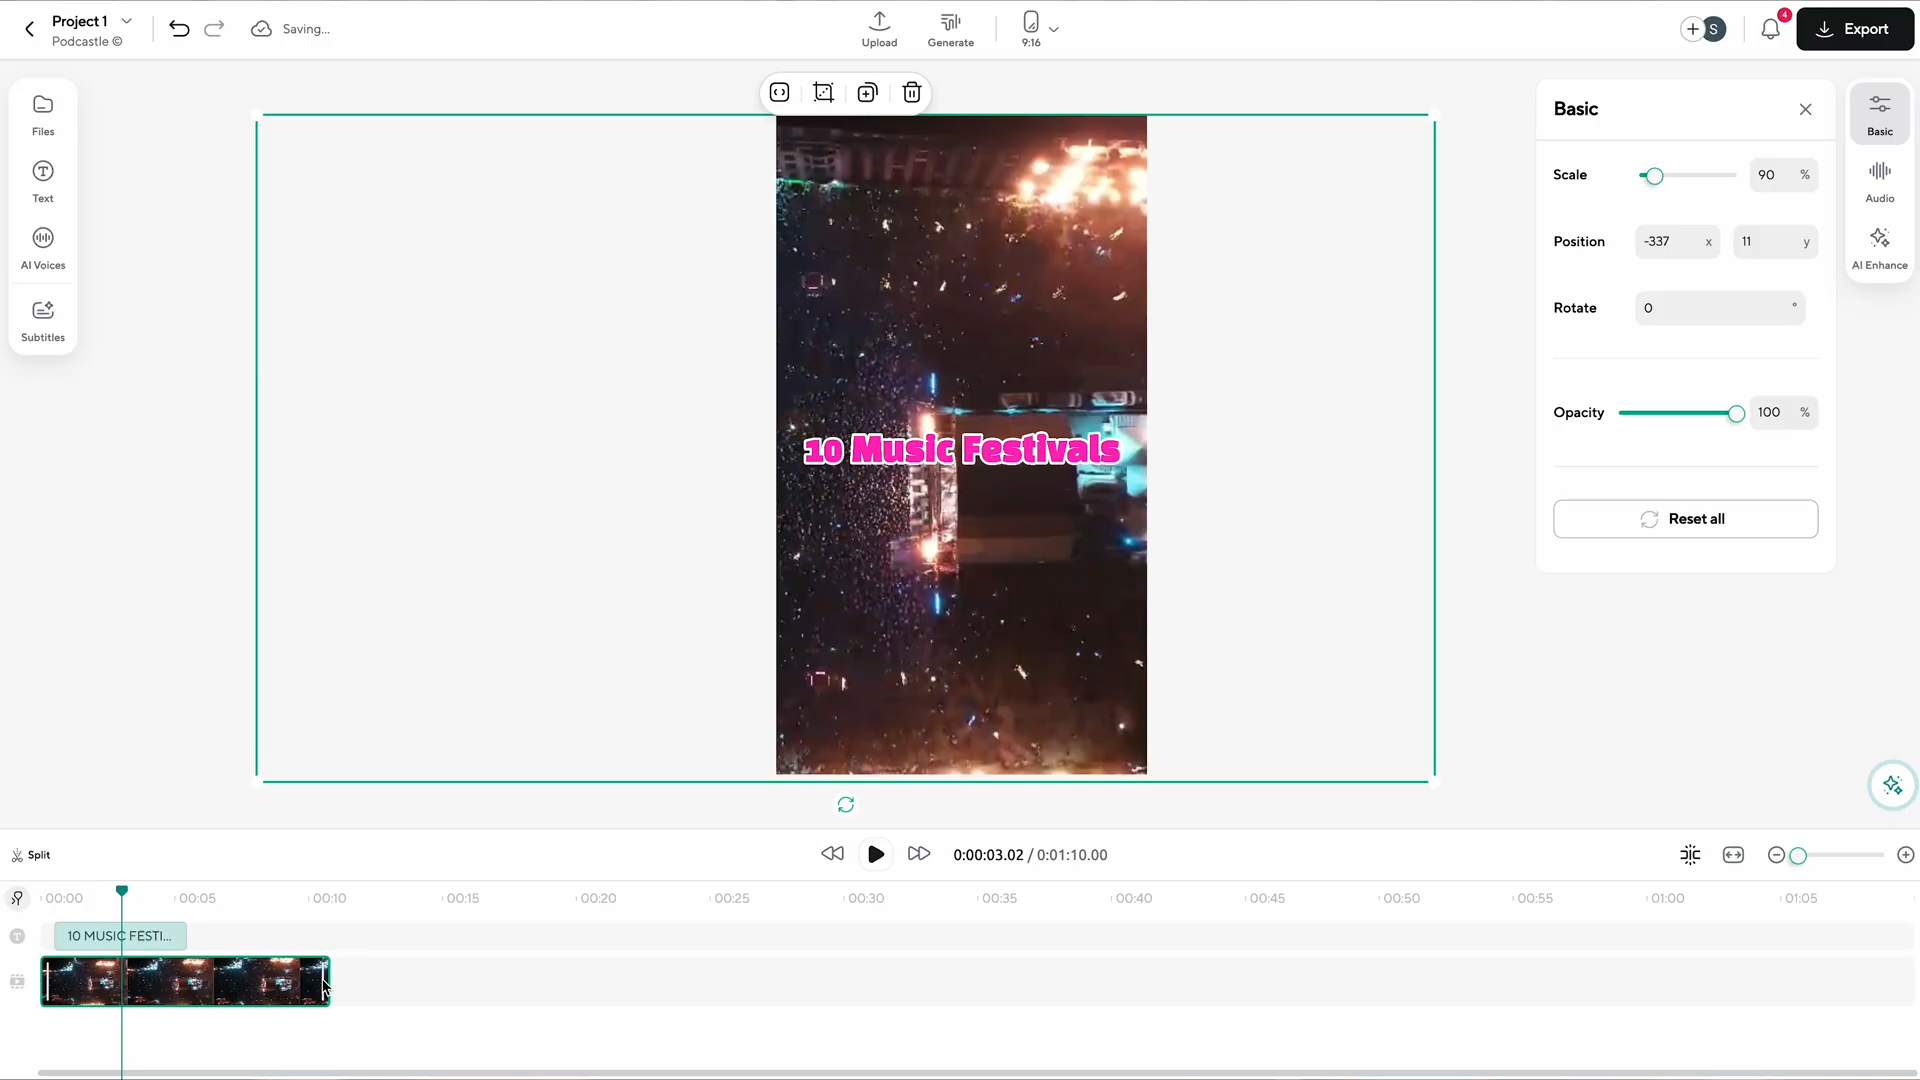 Project 1
Podcastle ©
Saving...
Upload
Generate
9:16
S
4
Export
Files
Text
AI Voices
Subtitles
10 Music Festivals
Basic
Scale 90 %
Position -337 x 11 y
Rotate 0 °
Opacity 100 %
Reset all
Basic
Audio
AI Enhance
Split
0:00:03.02 / 0:01:10.00
00:00 00:05 00:10 00:15 00:20 00:25 00:30 00:35 00:40 00:45 00:50 00:55 01:00 01:05
T 10 MUSIC FESTI...